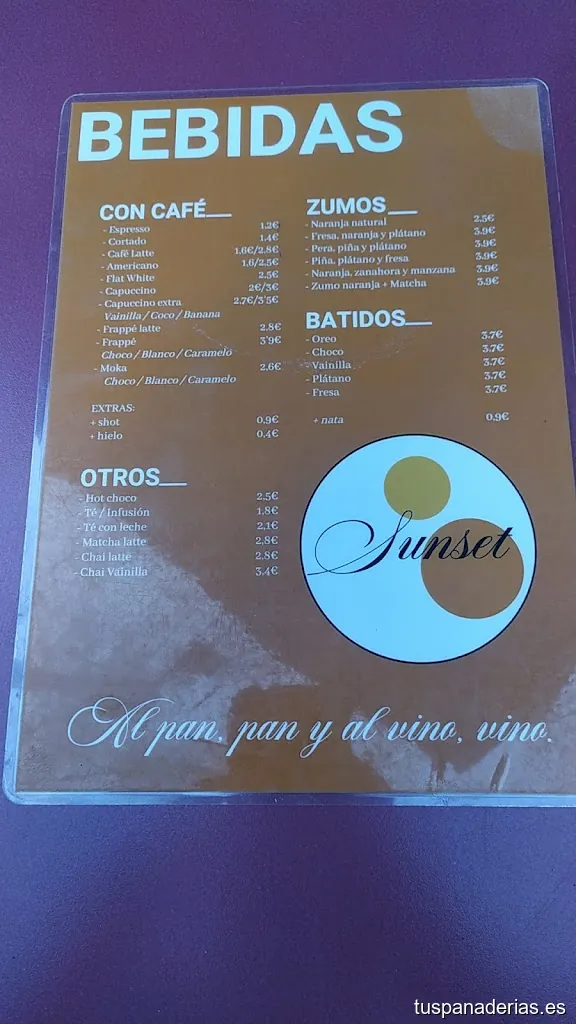 BEBIDAS
CON CAFÉ
- Espresso 1.2€
- Cortado 1.4€
- Café Latte 1.6€/2.8€
- Americano 1.6/2.5€
- Flat White 2.5€
- Capuccino 2€/3€
- Capuccino extra 2.7€/3'5€
Vainilla / Coco / Banana
- Frappé latte 2.8€
- Frappé 3'9€
Choco / Blanco / Caramelo
- Moka 2.6€
Choco / Blanco / Caramelo
EXTRAS:
+ shot 0.9€
+ hielo 0.4€
OTROS
- Hot choco 2.5€
- Té / infusión 1.8€
- Té con leche 2.1€
- Matcha latte 2.8€
- Chai latte 2.8€
- Chai Vainilla 3.4€
ZUMOS
- Naranja natural 2.5€
- Fresa, naranja y plátano 3.9€
- Pera, piña y plátano 3.9€
- Piña, plátano y fresa 3.9€
- Naranja, zanahora y manzana 3.9€
- Zumo naranja + Matcha 3.9€
BATIDOS
- Oreo 3.7€
- Choco 3.7€
- Vainilla 3.7€
- Plátano 3.7€
- Fresa 3.7€
+ nata 0.9€
Sunset
Al pan, pan y al vino, vino.
tuspanaderias.es